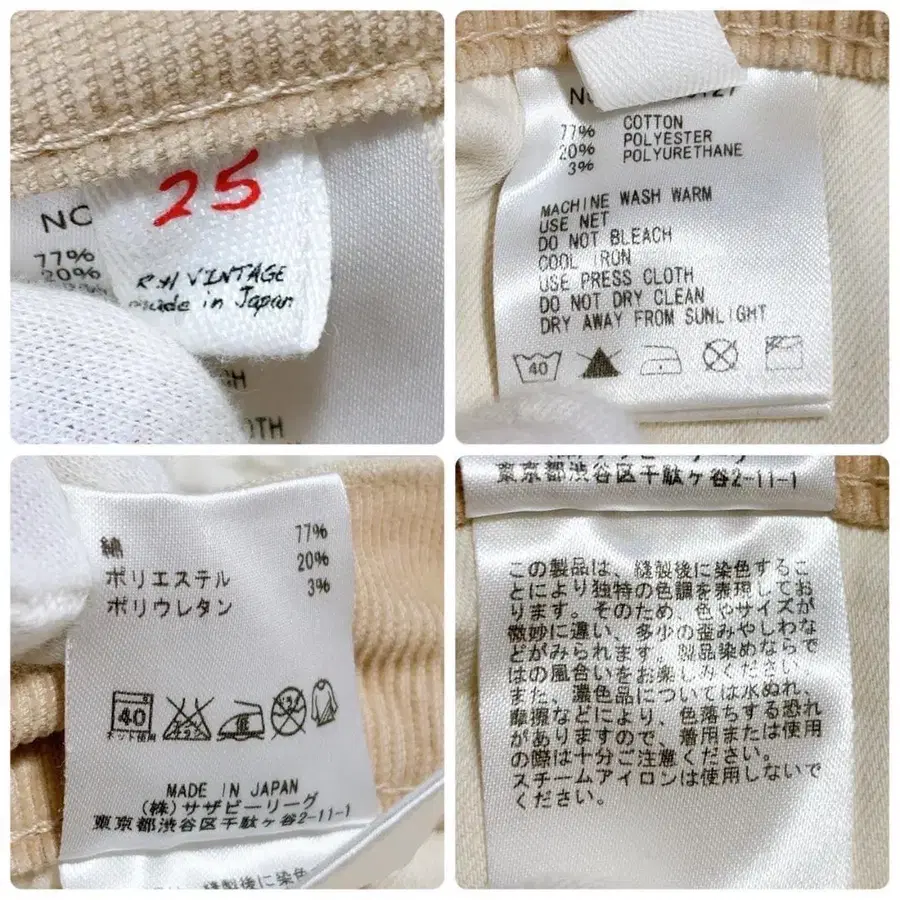 NO
25
77%
20%
R.H VINTAGE
made in Japan
OTH
77% COTTON
20% POLYESTER
3% POLYURETHANE
MACHINE WASH WARM
USE NET
DO NOT BLEACH
COOL IRON
USE PRESS CLOTH
DO NOT DRY CLEAN
DRY AWAY FROM SUNLIGHT
40
綿 77%
ポリエステル 20%
ポリウレタン 3%
40
ネット使用
MADE IN JAPAN
(株)サザビーリーグ
東京都渋谷区千駄ヶ谷2-11-1
縫製後に染色
東京都渋谷区千駄ヶ谷2-11-1
この製品は、縫製後に染色するこ
とにより独特の色調を表現してお
ります。そのため、色やサイズが
微妙に違い、多少の歪みやしわな
どがみられます。製品染めならで
はの風合いをお楽しみください。
また、濃色品については水ぬれ、
摩擦などにより、色落ちする恐れ
がありますので、着用または使用
の際は十分ご注意ください。
スチームアイロンは使用しないで
ください。